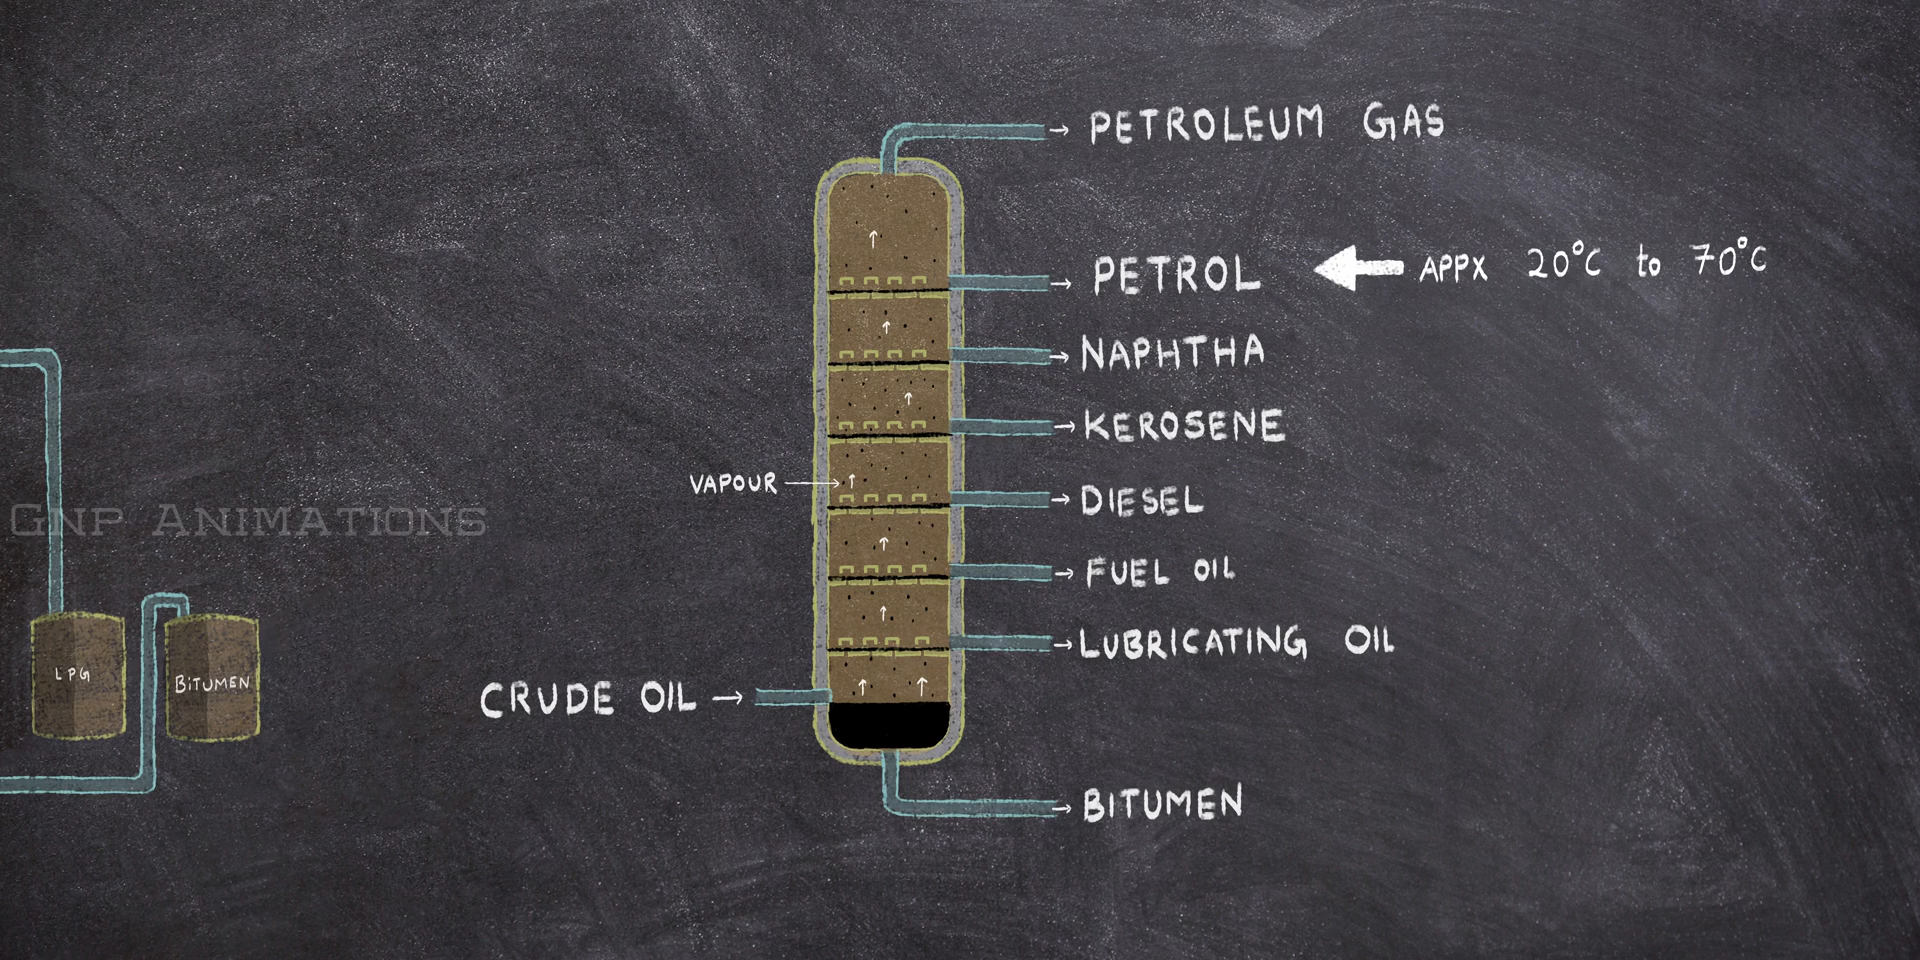 PETROLEUM GAS
PETROL
APPX 20°C to 70°C
NAPHTHA
KEROSENE
VAPOUR
DIESEL
GNP ANIMATIONS
FUEL OIL
LUBRICATING OIL
LPG
BITUMEN
CRUDE OIL
BITUMEN